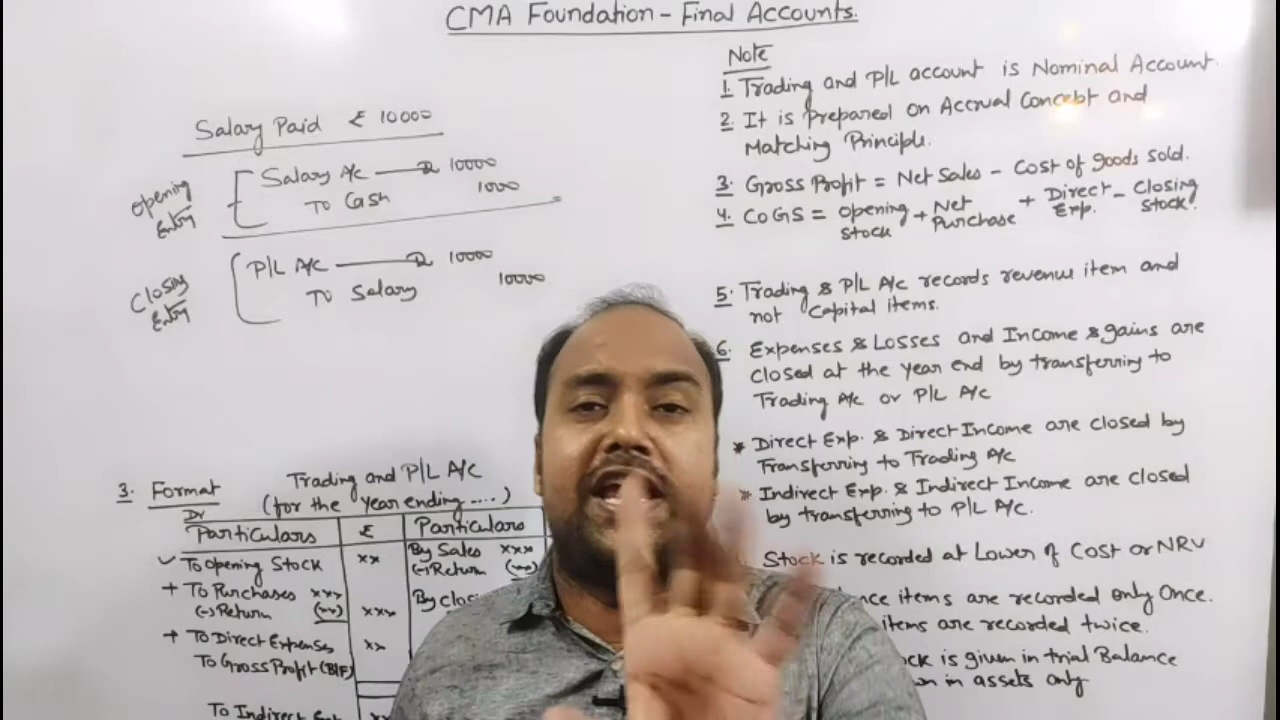 CMA Foundation - Final Accounts.
Salary Paid ₹ 10000
Opening
Entry
Salary A/c — Dr 10000
To Cash 1000
Closing
Entry
P/L A/c — Dr 10000
To Salary 10000
3. Format
Trading and P/L A/c
(for the Year ending ....)
Dr
Particulars ₹ Particulars
✓ To Opening Stock xx
+ To Purchases xxx
(-) Return (xx) xxx
+ To Direct Expenses xx
To Gross Profit (B/F)
To Indirect xx
By Sales xxx
(-) Return (xx)
By
Note
1. Trading and P/L account is Nominal Account.
2. It is prepared on Accrual Concept and
Matching Principle.
3. Gross Profit = Net Sales - Cost of goods sold.
4. COGS = Opening Stock + Net Purchase + Direct Exp. - Closing Stock.
5. Trading & P/L A/c records revenue item and
not Capital items.
6. Expenses & Losses and Income & gains are
closed at the year end by transferring to
Trading A/c or P/L A/c
* Direct Exp. & Direct Income are closed by
Transferring to Trading A/c
* Indirect Exp. & Indirect Income are closed
by transferring to P/L A/c.
Stock is recorded at Lower of Cost or NRV
items are recorded only Once.
items are recorded twice.
is given in trial Balance
in assets only